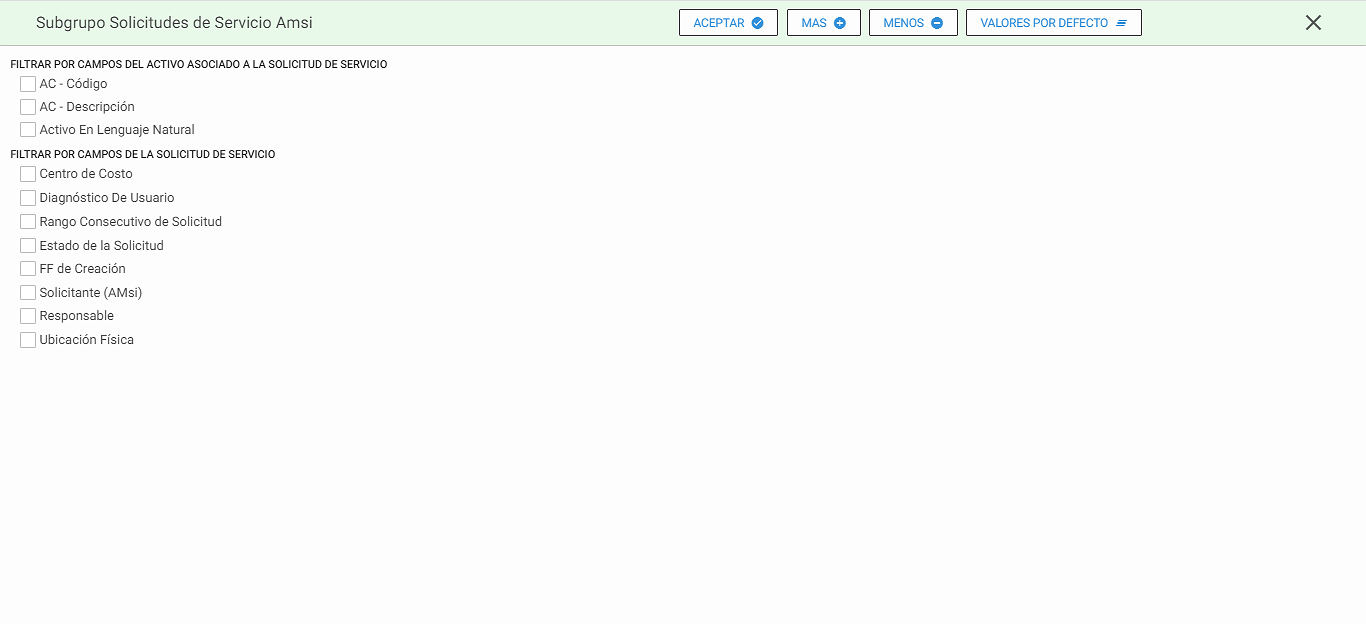 Subgrupo Solicitudes de Servicio Amsi
ACEPTAR
MAS
MENOS
VALORES POR DEFECTO
FILTRAR POR CAMPOS DEL ACTIVO ASOCIADO A LA SOLICITUD DE SERVICIO
AC - Código
AC - Descripción
Activo En Lenguaje Natural
FILTRAR POR CAMPOS DE LA SOLICITUD DE SERVICIO
Centro de Costo
Diagnóstico De Usuario
Rango Consecutivo de Solicitud
Estado de la Solicitud
FF de Creación
Solicitante (AMsi)
Responsable
Ubicación Física